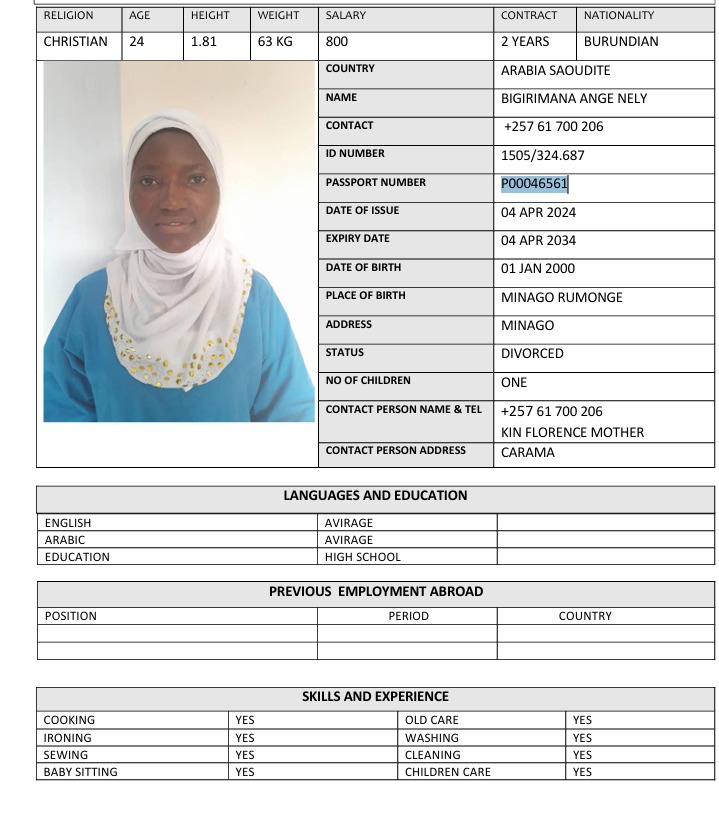 RELIGION AGE HEIGHT WEIGHT SALARY CONTRACT NATIONALITY
CHRISTIAN 24 1.81 63 KG 800 2 YEARS BURUNDIAN
COUNTRY ARABIA SAOUDITE
NAME BIGIRIMANA ANGE NELY
CONTACT +257 61 700 206
ID NUMBER 1505/324.687
PASSPORT NUMBER P00046561
DATE OF ISSUE 04 APR 2024
EXPIRY DATE 04 APR 2034
DATE OF BIRTH 01 JAN 2000
PLACE OF BIRTH MINAGO RUMONGE
ADDRESS MINAGO
STATUS DIVORCED
NO OF CHILDREN ONE
CONTACT PERSON NAME & TEL +257 61 700 206
KIN FLORENCE MOTHER
CONTACT PERSON ADDRESS CARAMA
LANGUAGES AND EDUCATION
ENGLISH AVIRAGE
ARABIC AVIRAGE
EDUCATION HIGH SCHOOL
PREVIOUS EMPLOYMENT ABROAD
POSITION PERIOD COUNTRY
SKILLS AND EXPERIENCE
COOKING YES OLD CARE YES
IRONING YES WASHING YES
SEWING YES CLEANING YES
BABY SITTING YES CHILDREN CARE YES